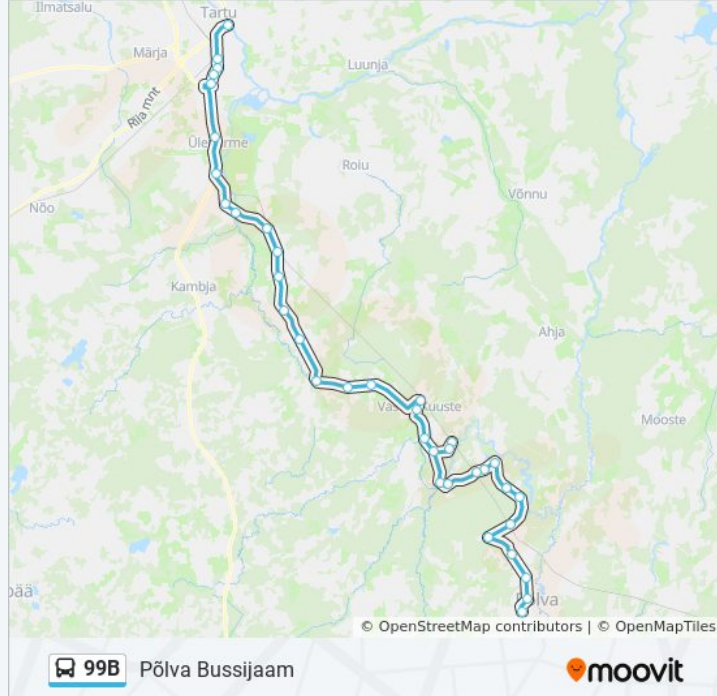 Ilmatsalu
Tartu
Märja
Luunja
Riia mnt
Roiu
Võnnu
Nõo
Kambja
Ahja
Mooste
pää
© OpenStreetMap contributors | © OpenMapTiles
99B Põlva Bussijaam
moovit